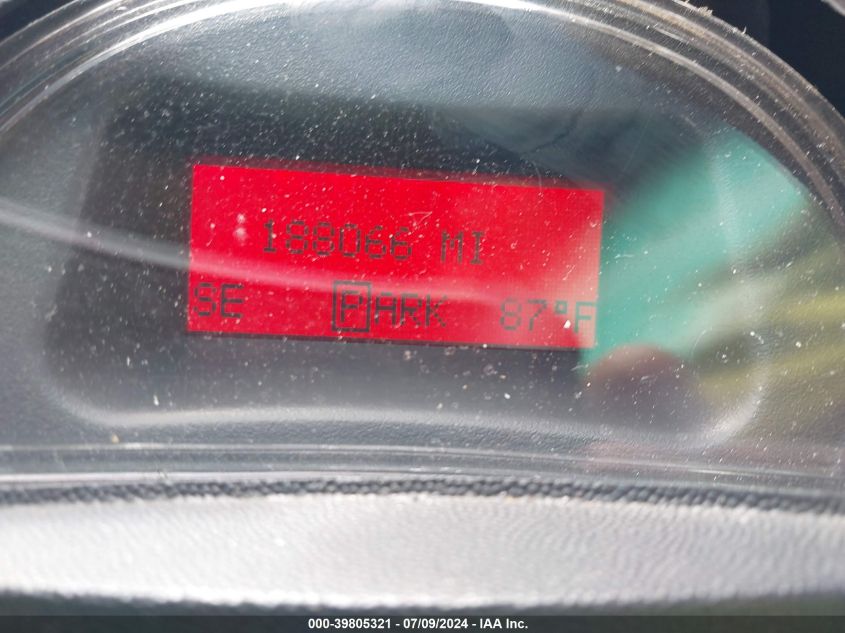 188066 MI
SE PARK 87°F
000-39805321 - 07/09/2024 - IAA Inc.